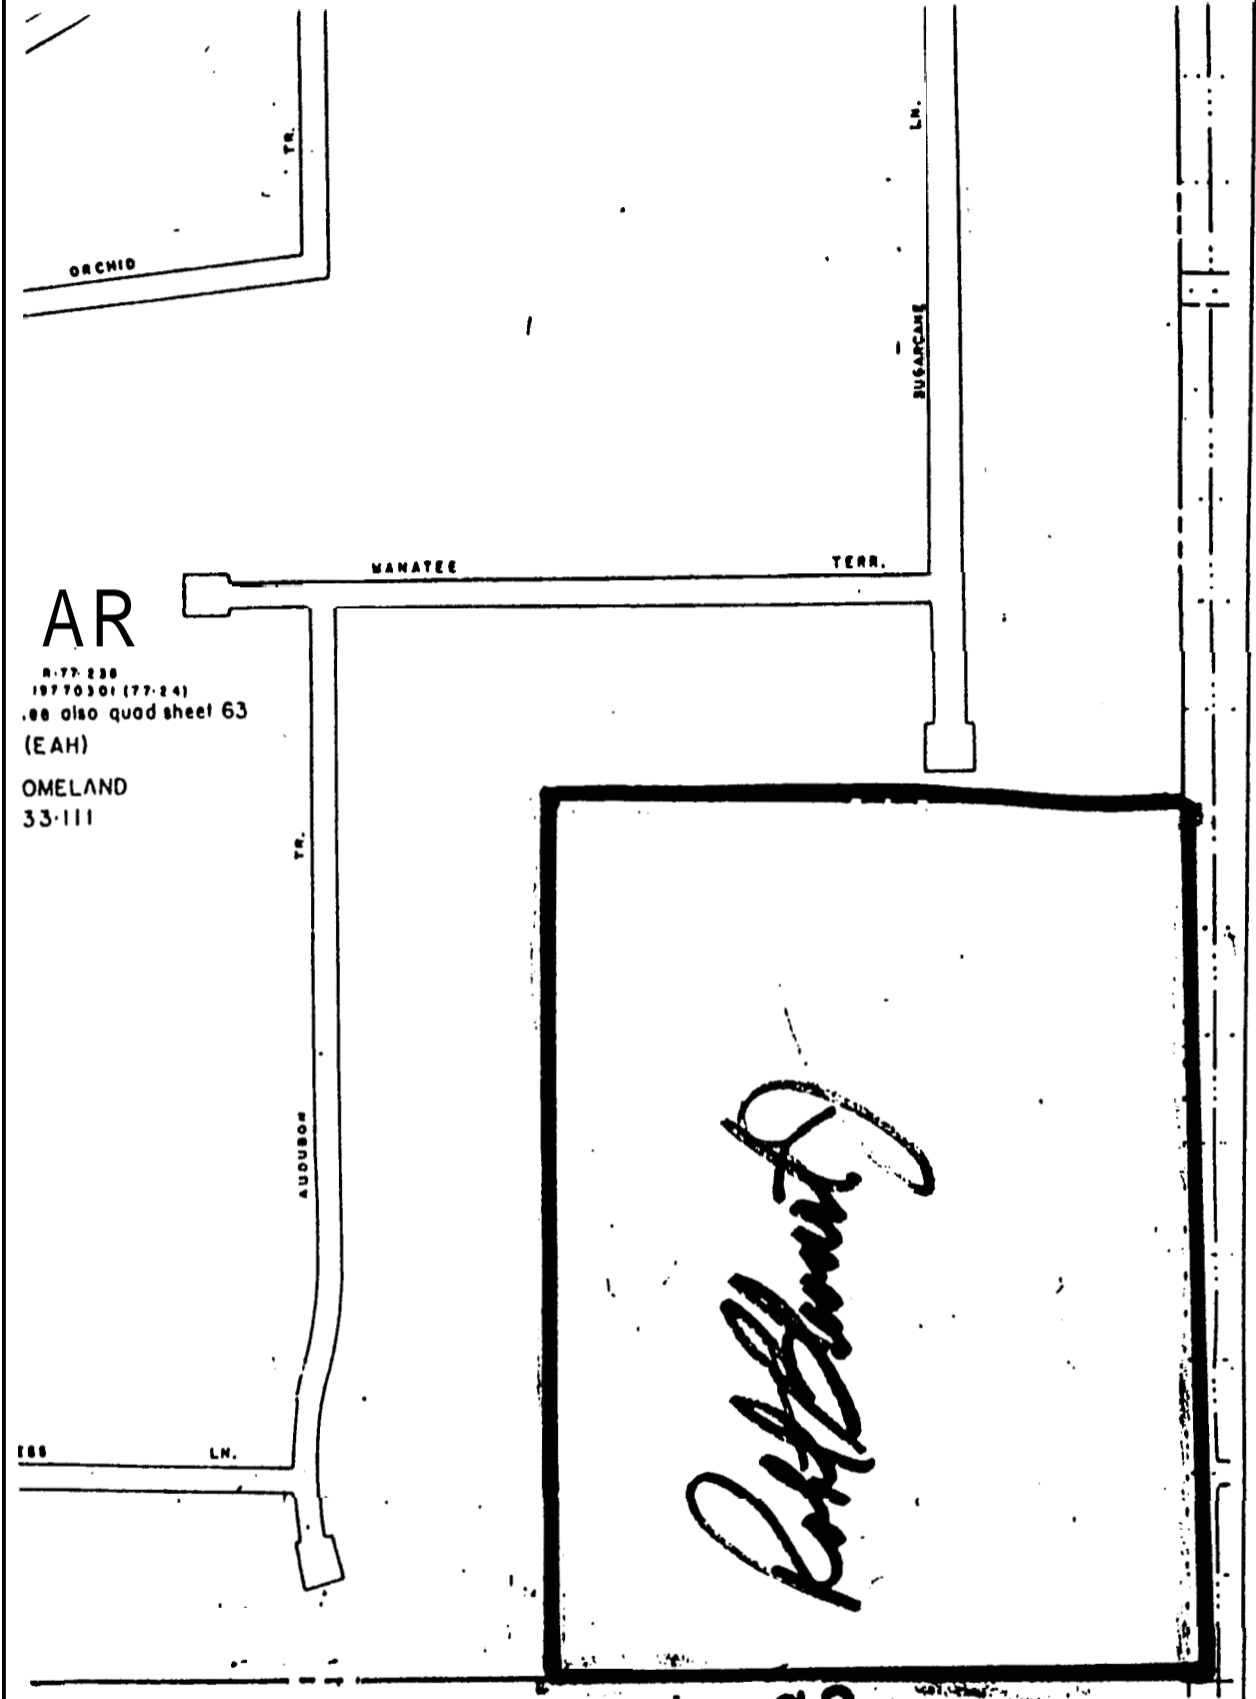 TR.
LN.
ORCHID
SUGARCANE
MANATEE TERR.
AR
R-77-238
19770301 (77-24)
ee also quad sheet 63
(EAH)
OMELAND
33-111
TR.
AUDUBON
ESS LN.